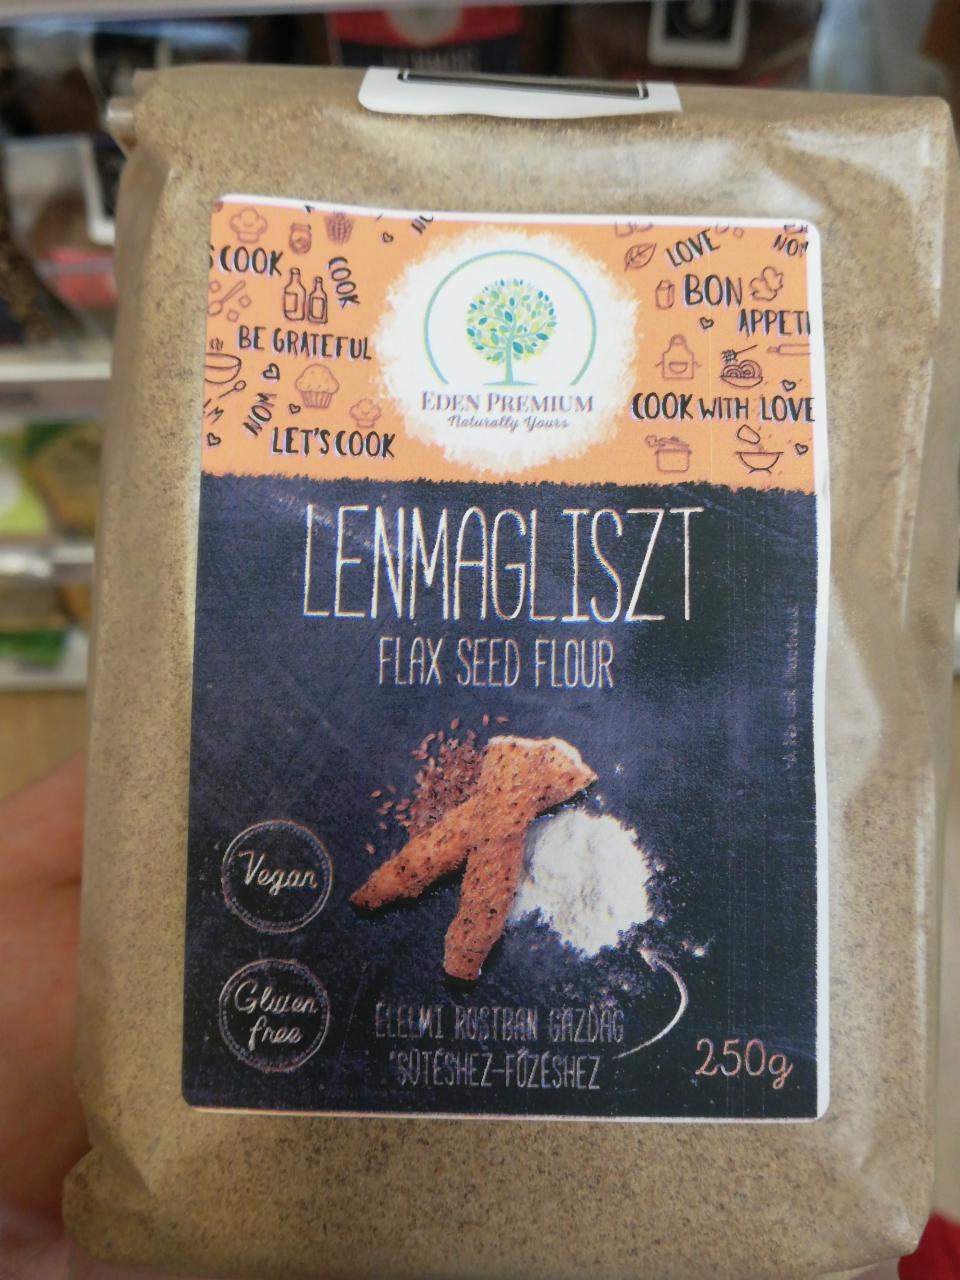 S COOK
COOK
BE GRATEFUL
NOM
LET'S COOK
LOVE
BON
APPETI
COOK WITH LOVE
EDEN PREMIUM
Naturally Yours
LENMAGLISZT
FLAX SEED FLOUR
Vegan
Gluten
free
ÉLELMI ROSTBAN GAZDAG
SÜTÉSHEZ-FŐZÉSHEZ
250g